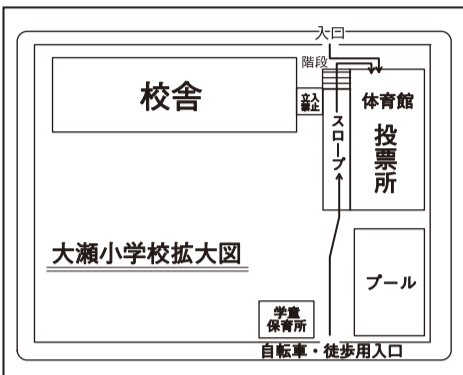 入口
階段
校舎
立入
禁止
体育館
投票所
スロープ
大瀬小学校拡大図
プール
学童
保育所
自転車・徒歩用入口